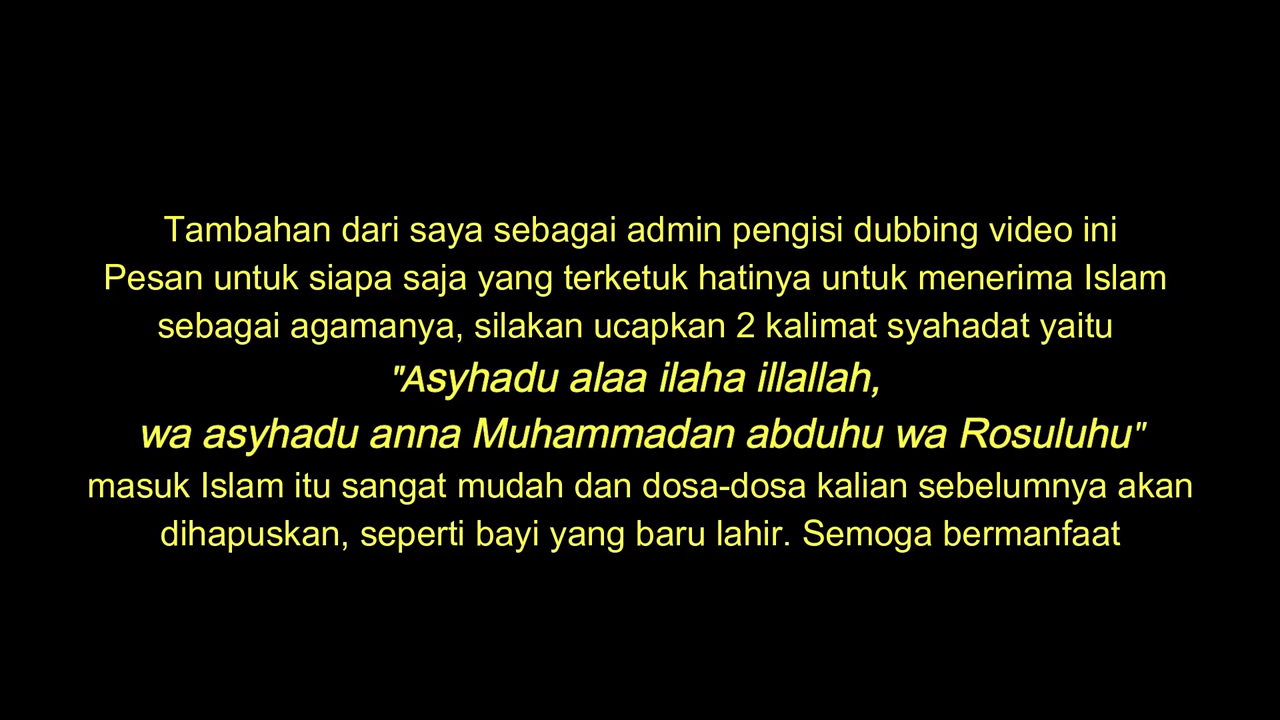 Tambahan dari saya sebagai admin pengisi dubbing video ini
Pesan untuk siapa saja yang terketuk hatinya untuk menerima Islam
sebagai agamanya, silakan ucapkan 2 kalimat syahadat yaitu
"Asyhadu alaa ilaha illallah,
wa asyhadu anna Muhammadan abduhu wa Rosuluhu"
masuk Islam itu sangat mudah dan dosa-dosa kalian sebelumnya akan
dihapuskan, seperti bayi yang baru lahir. Semoga bermanfaat